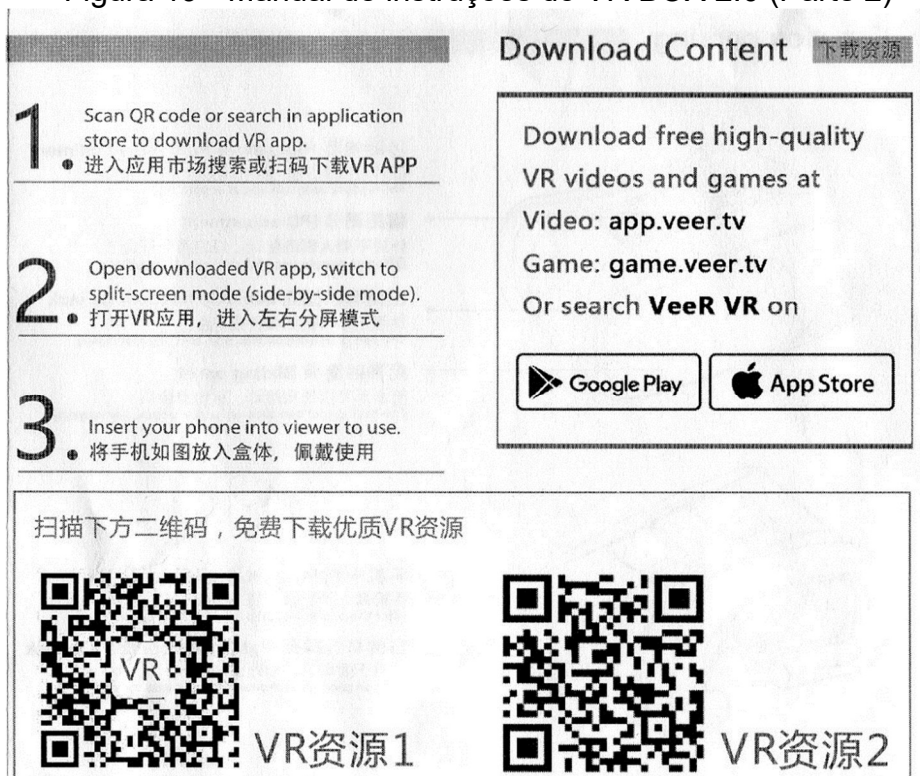 Figura 18 - Manual de instruções do VR BOX 2.0 (Parte 2)
Download Content 下载资源
1. Scan QR code or search in application
store to download VR app.
进入应用市场搜索或扫码下载VR APP
2. Open downloaded VR app, switch to
split-screen mode (side-by-side mode).
打开VR应用，进入左右分屏模式
3. Insert your phone into viewer to use.
将手机如图放入盒体，佩戴使用
Download free high-quality
VR videos and games at
Video: app.veer.tv
Game: game.veer.tv
Or search VeeR VR on
Google Play
App Store
扫描下方二维码，免费下载优质VR资源
VR
VR资源1
VR资源2